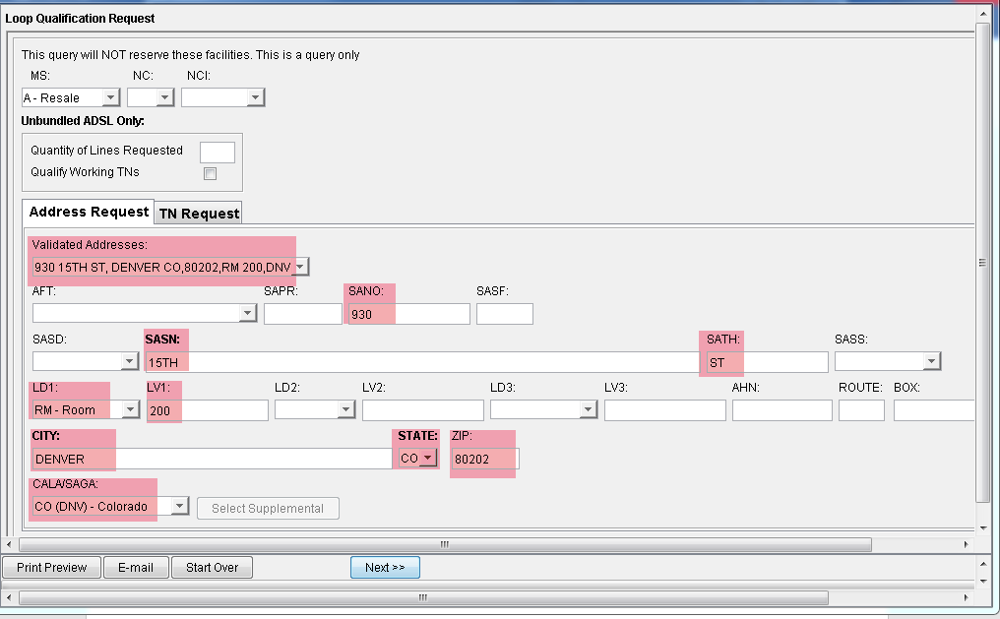 Loop Qualification Request
This query will NOT reserve these facilities. This is a query only
MS: NC: NCI:
A - Resale
Unbundled ADSL Only:
Quantity of Lines Requested
Qualify Working TNs
Address Request TN Request
Validated Addresses:
930 15TH ST, DENVER CO,80202,RM 200,DNV
AFT: SAPR: SANO: SASF:
930
SASD: SASN: SATH: SASS:
15TH ST
LD1: LV1: LD2: LV2: LD3: LV3: AHN: ROUTE: BOX:
RM - Room 200
CITY: STATE: ZIP:
DENVER CO 80202
CALA/SAGA:
CO (DNV) - Colorado Select Supplemental
Print Preview E-mail Start Over Next >>